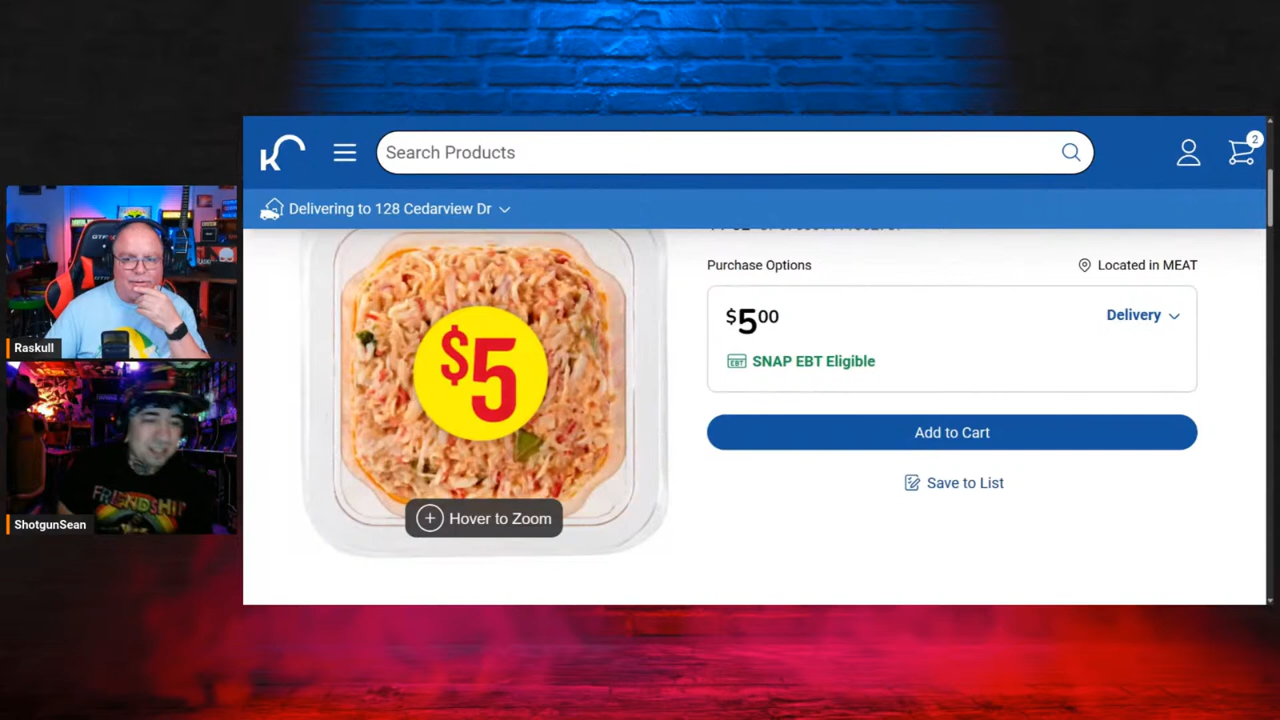 Search Products
2
Delivering to 128 Cedarview Dr
Purchase Options
Located in MEAT
$5
$5.00
Delivery
EBT
SNAP EBT Eligible
Add to Cart
Save to List
Hover to Zoom
Raskull
FRIENDSHIP
ShotgunSean